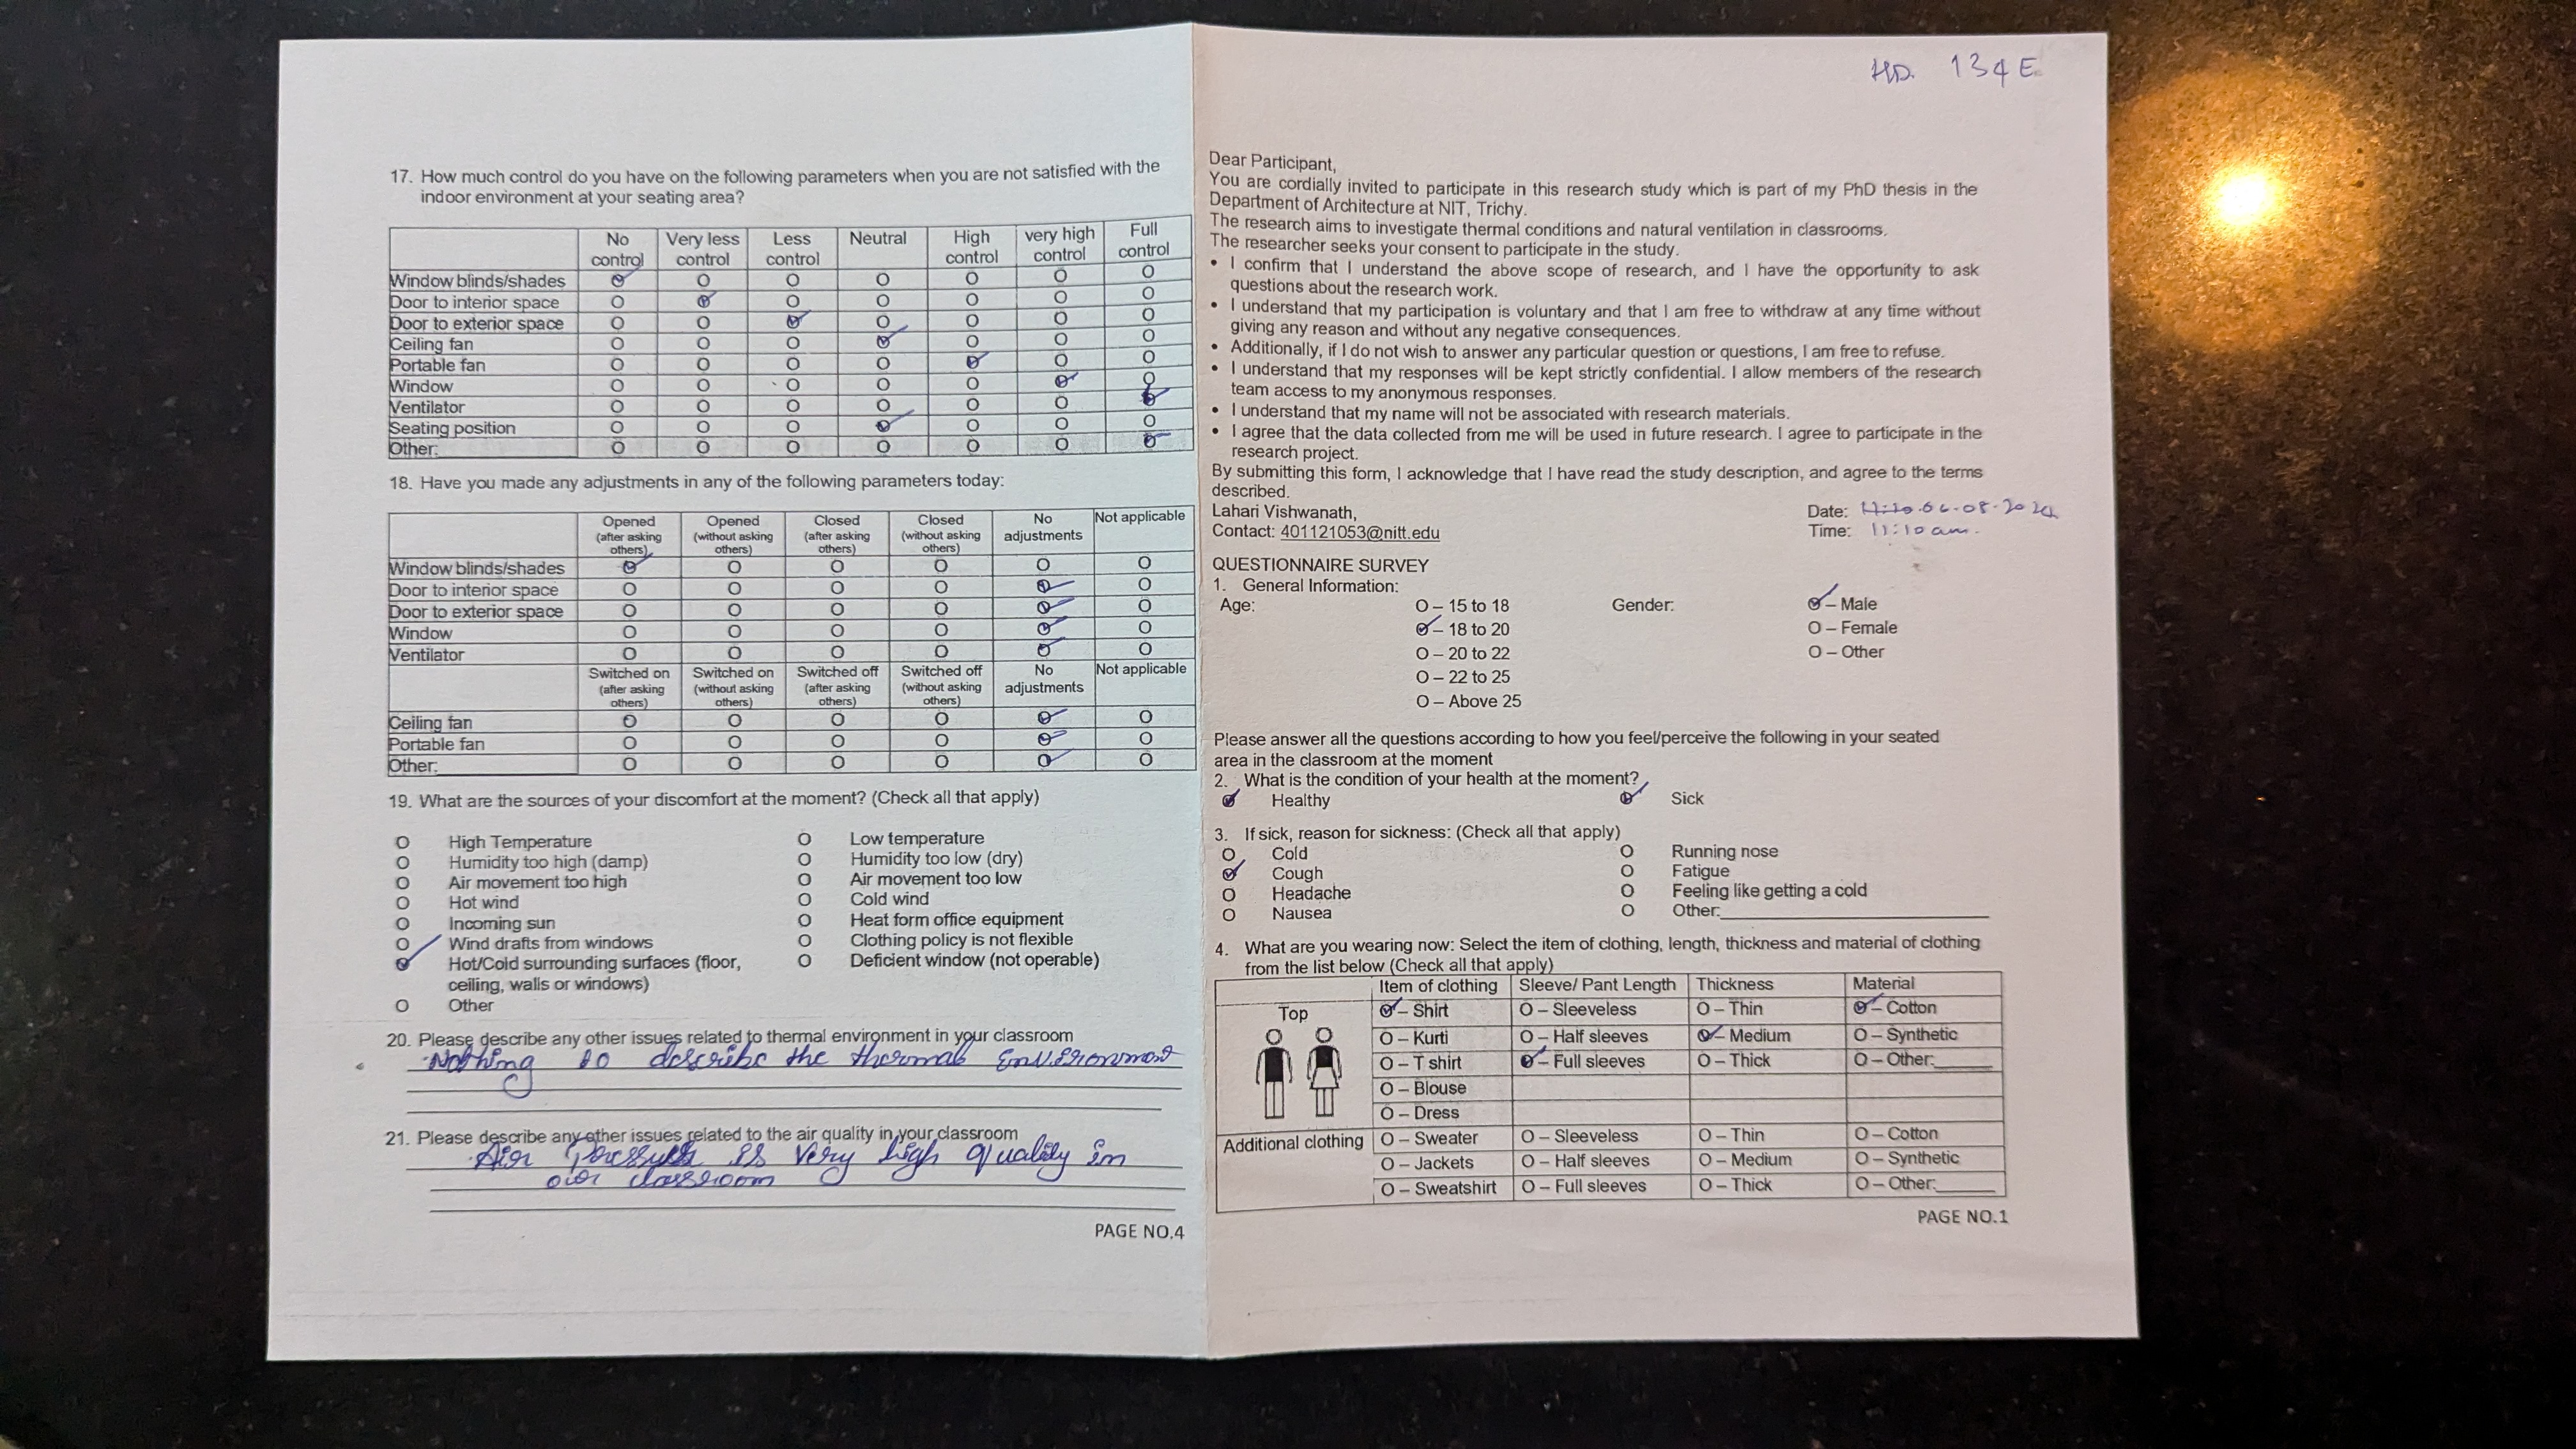 17. How much control do you have on the following parameters when you are not satisfied with the
indoor environment at your seating area?
No control Very less control Less control Neutral High control very high control Full control
Window blinds/shades O O O O O O O
Door to interior space O O O O O O O
Door to exterior space O O O O O O O
Ceiling fan O O O O O O O
Portable fan O O O O O O O
Window O O O O O O O
Ventilator O O O O O O O
Seating position O O O O O O O
Other: O O O O O O O
18. Have you made any adjustments in any of the following parameters today:
Opened (after asking others) Opened (without asking others) Closed (after asking others) Closed (without asking others) No adjustments Not applicable
Window blinds/shades O O O O O O
Door to interior space O O O O O O
Door to exterior space O O O O O O
Window O O O O O O
Ventilator O O O O O O
Switched on (after asking others) Switched on (without asking others) Switched off (after asking others) Switched off (without asking others) No adjustments Not applicable
Ceiling fan O O O O O O
Portable fan O O O O O O
Other: O O O O O O
19. What are the sources of your discomfort at the moment? (Check all that apply)
O High Temperature O Low temperature
O Humidity too high (damp) O Humidity too low (dry)
O Air movement too high O Air movement too low
O Hot wind O Cold wind
O Incoming sun O Heat form office equipment
O Wind drafts from windows O Clothing policy is not flexible
O Hot/Cold surrounding surfaces (floor, O Deficient window (not operable)
ceiling, walls or windows)
O Other
20. Please describe any other issues related to thermal environment in your classroom
Nothing to describe the thermal Environment
21. Please describe any other issues related to the air quality in your classroom
Air is very high quality in
our classroom
PAGE NO.4
HD. 134 E
Dear Participant,
You are cordially invited to participate in this research study which is part of my PhD thesis in the
Department of Architecture at NIT, Trichy.
The research aims to investigate thermal conditions and natural ventilation in classrooms.
The researcher seeks your consent to participate in the study.
• I confirm that I understand the above scope of research, and I have the opportunity to ask
questions about the research work.
• I understand that my participation is voluntary and that I am free to withdraw at any time without
giving any reason and without any negative consequences.
• Additionally, if I do not wish to answer any particular question or questions, I am free to refuse.
• I understand that my responses will be kept strictly confidential. I allow members of the research
team access to my anonymous responses.
• I understand that my name will not be associated with research materials.
• I agree that the data collected from me will be used in future research. I agree to participate in the
research project.
By submitting this form, I acknowledge that I have read the study description, and agree to the terms
described.
Lahari Vishwanath, Date: 06-08-2024
Contact: 401121053@nitt.edu Time: 11:10 am.
QUESTIONNAIRE SURVEY
1. General Information:
Age: O – 15 to 18 Gender: O – Male
O – 18 to 20 O – Female
O – 20 to 22 O – Other
O – 22 to 25
O – Above 25
Please answer all the questions according to how you feel/perceive the following in your seated
area in the classroom at the moment
2. What is the condition of your health at the moment?
O Healthy O Sick
3. If sick, reason for sickness: (Check all that apply)
O Cold O Running nose
O Cough O Fatigue
O Headache O Feeling like getting a cold
O Nausea O Other:
4. What are you wearing now: Select the item of clothing, length, thickness and material of clothing
from the list below (Check all that apply)
Item of clothing Sleeve/ Pant Length Thickness Material
Top O – Shirt O – Sleeveless O – Thin O – Cotton
O – Kurti O – Half sleeves O – Medium O – Synthetic
O – T shirt O – Full sleeves O – Thick O – Other:
O – Blouse
O – Dress
Additional clothing O – Sweater O – Sleeveless O – Thin O – Cotton
O – Jackets O – Half sleeves O – Medium O – Synthetic
O – Sweatshirt O – Full sleeves O – Thick O – Other:
PAGE NO.1